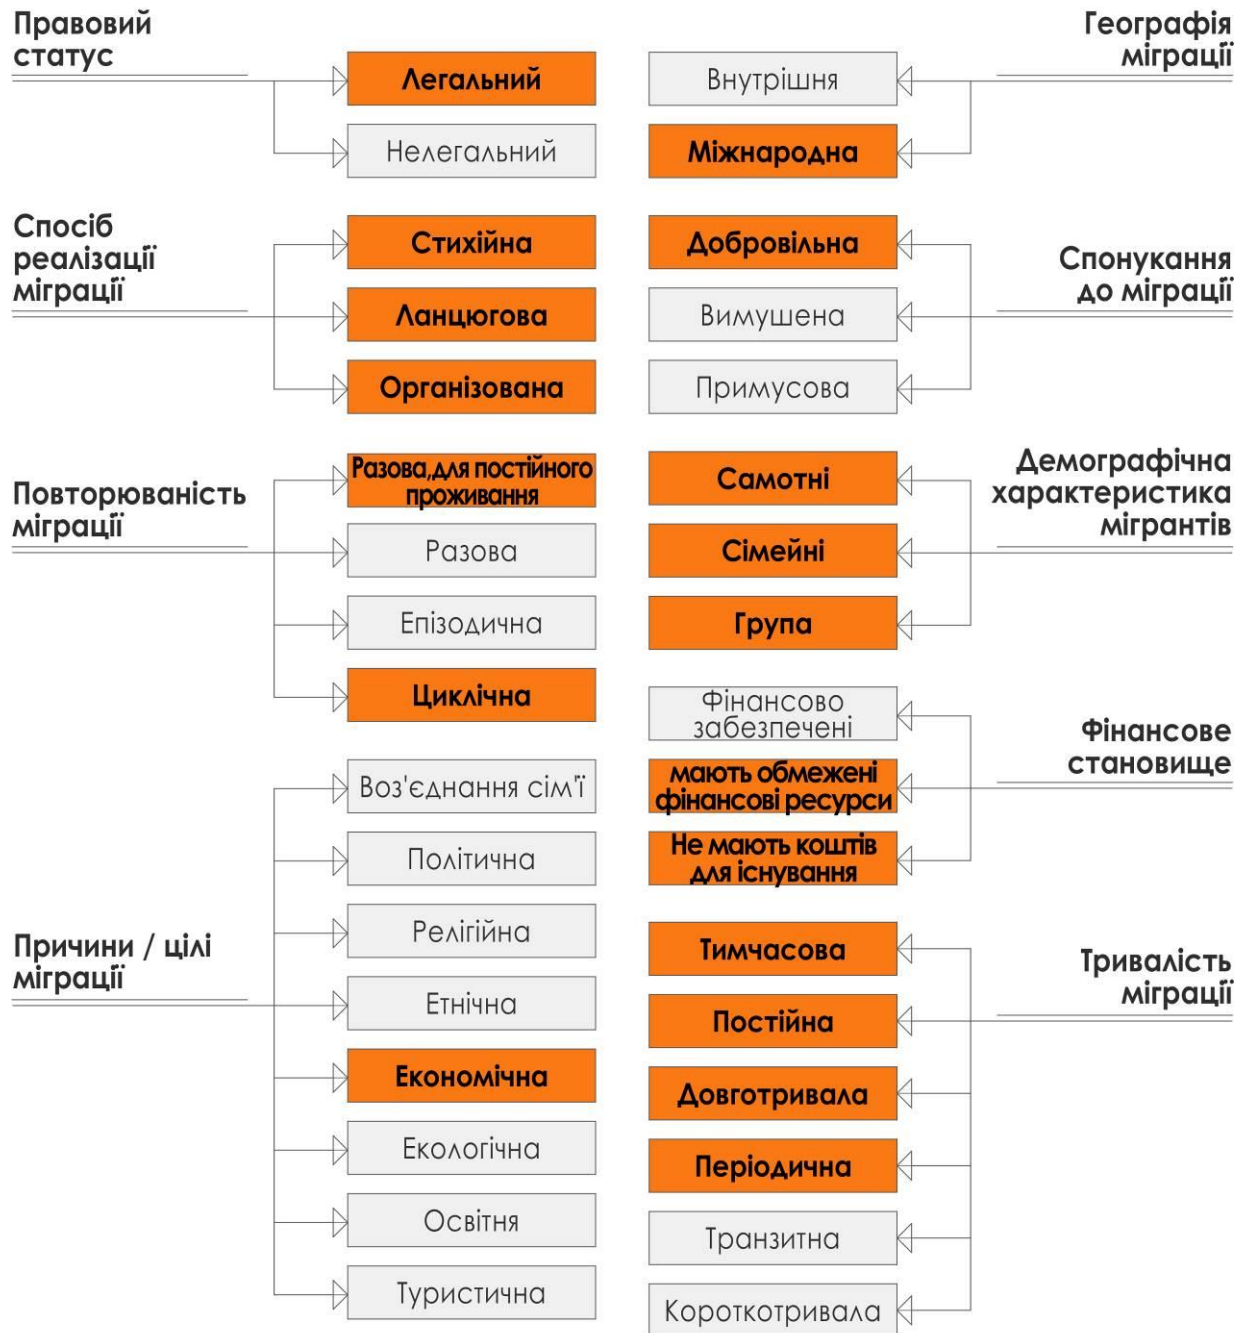 Правовий
статус
Легальний
Нелегальний
Спосіб
реалізації
міграції
Стихійна
Ланцюгова
Організована
Повторюваність
міграції
Разова,для постійного
проживання
Разова
Епізодична
Циклічна
Причини / цілі
міграції
Воз'єднання сім'ї
Політична
Релігійна
Етнічна
Економічна
Екологічна
Освітня
Туристична
Географія
міграції
Внутрішня
Міжнародна
Спонукання
до міграції
Добровільна
Вимушена
Примусова
Демографічна
характеристика
мігрантів
Самотні
Сімейні
Група
Фінансове
становище
Фінансово
забезпечені
мають обмежені
фінансові ресурси
Не мають коштів
для існування
Тривалість
міграції
Тимчасова
Постійна
Довготривала
Періодична
Транзитна
Короткотривала